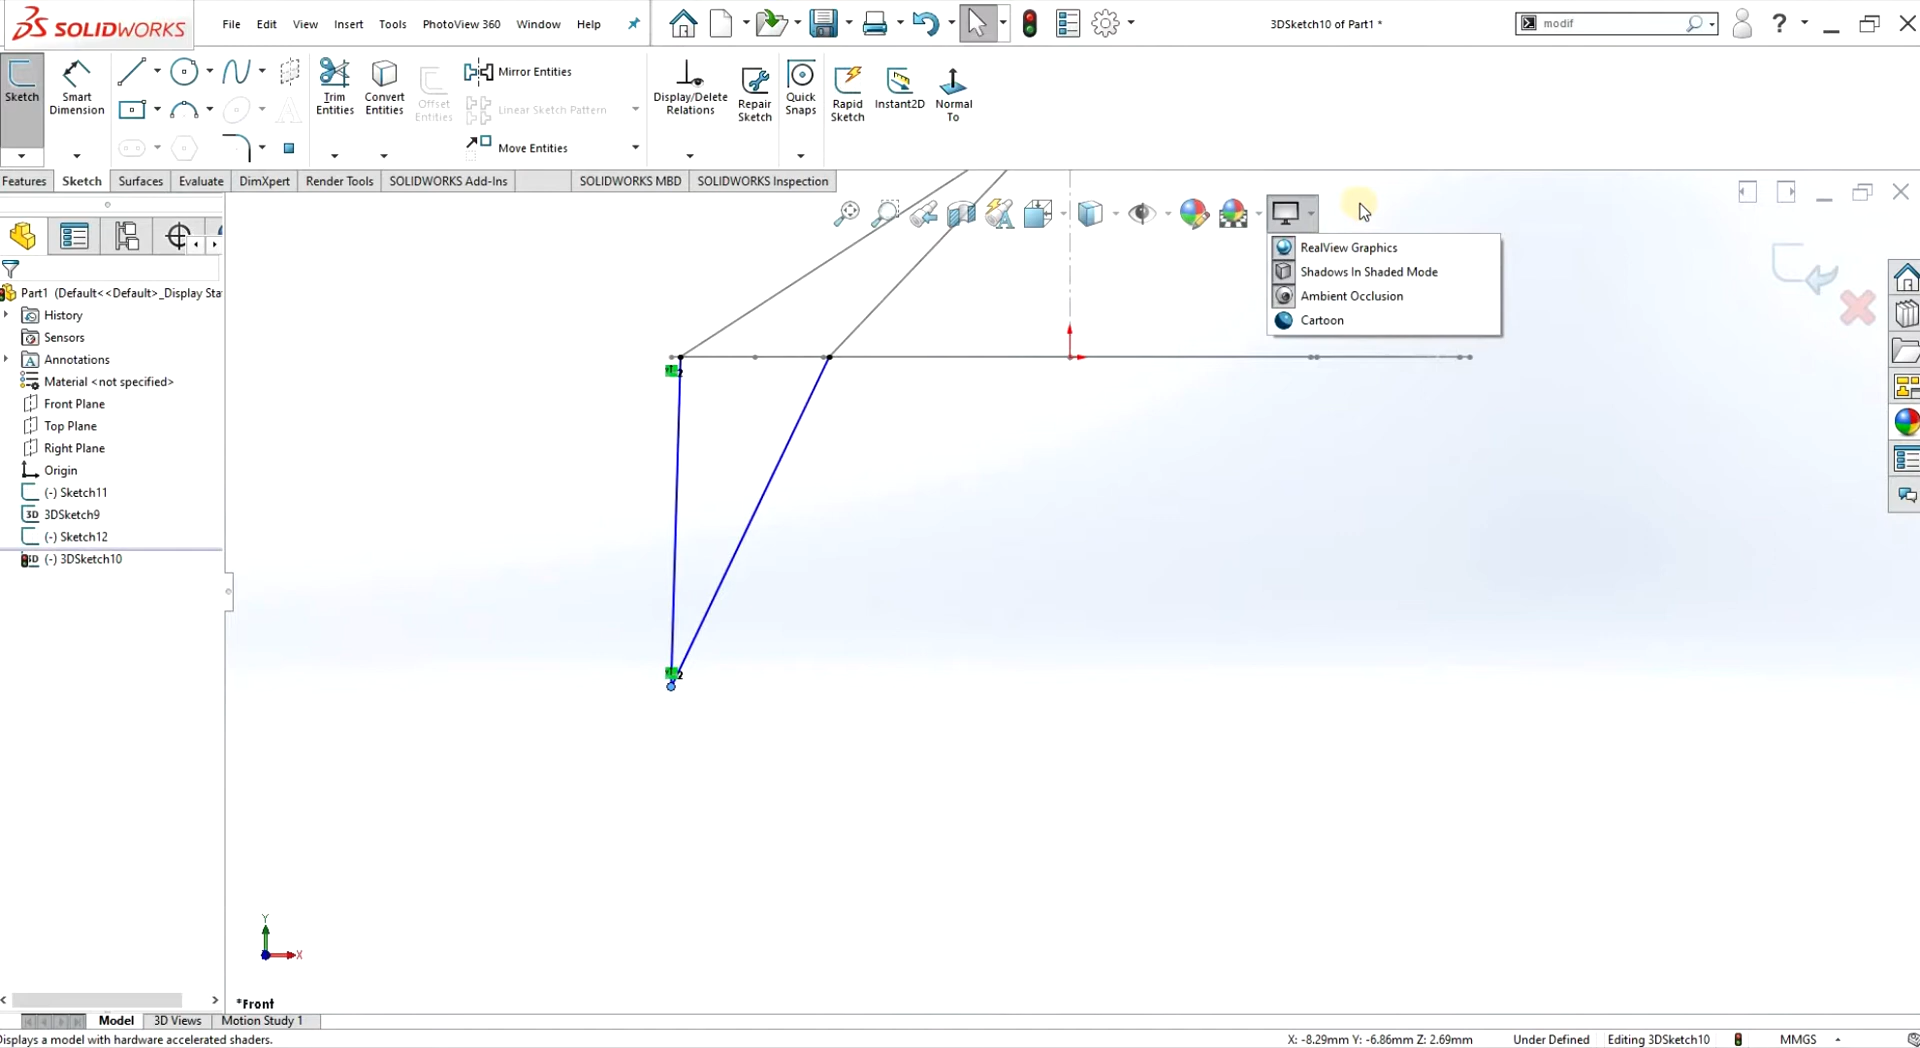 SOLIDWORKS File Edit View Insert Tools PhotoView 360 Window Help 3DSketch10 of Part1 * modif ?
Sketch Smart Dimension Trim Entities Convert Entities Offset Entities Mirror Entities Linear Sketch Pattern Move Entities Display/Delete Relations Repair Sketch Quick Snaps Rapid Sketch Instant2D Normal To
Features Sketch Surfaces Evaluate DimXpert Render Tools SOLIDWORKS Add-Ins SOLIDWORKS MBD SOLIDWORKS Inspection
RealView Graphics
Shadows In Shaded Mode
Ambient Occlusion
Cartoon
Part1 (Default<<Default>_Display Sta
History
Sensors
Annotations
Material <not specified>
Front Plane
Top Plane
Right Plane
Origin
(-) Sketch11
3D 3DSketch9
(-) Sketch12
3D (-) 3DSketch10
2
2
Y
X
*Front
Model 3D Views Motion Study 1
Displays a model with hardware accelerated shaders. X: -8.29mm Y: -6.86mm Z: 2.69mm Under Defined Editing 3DSketch10 MMGS